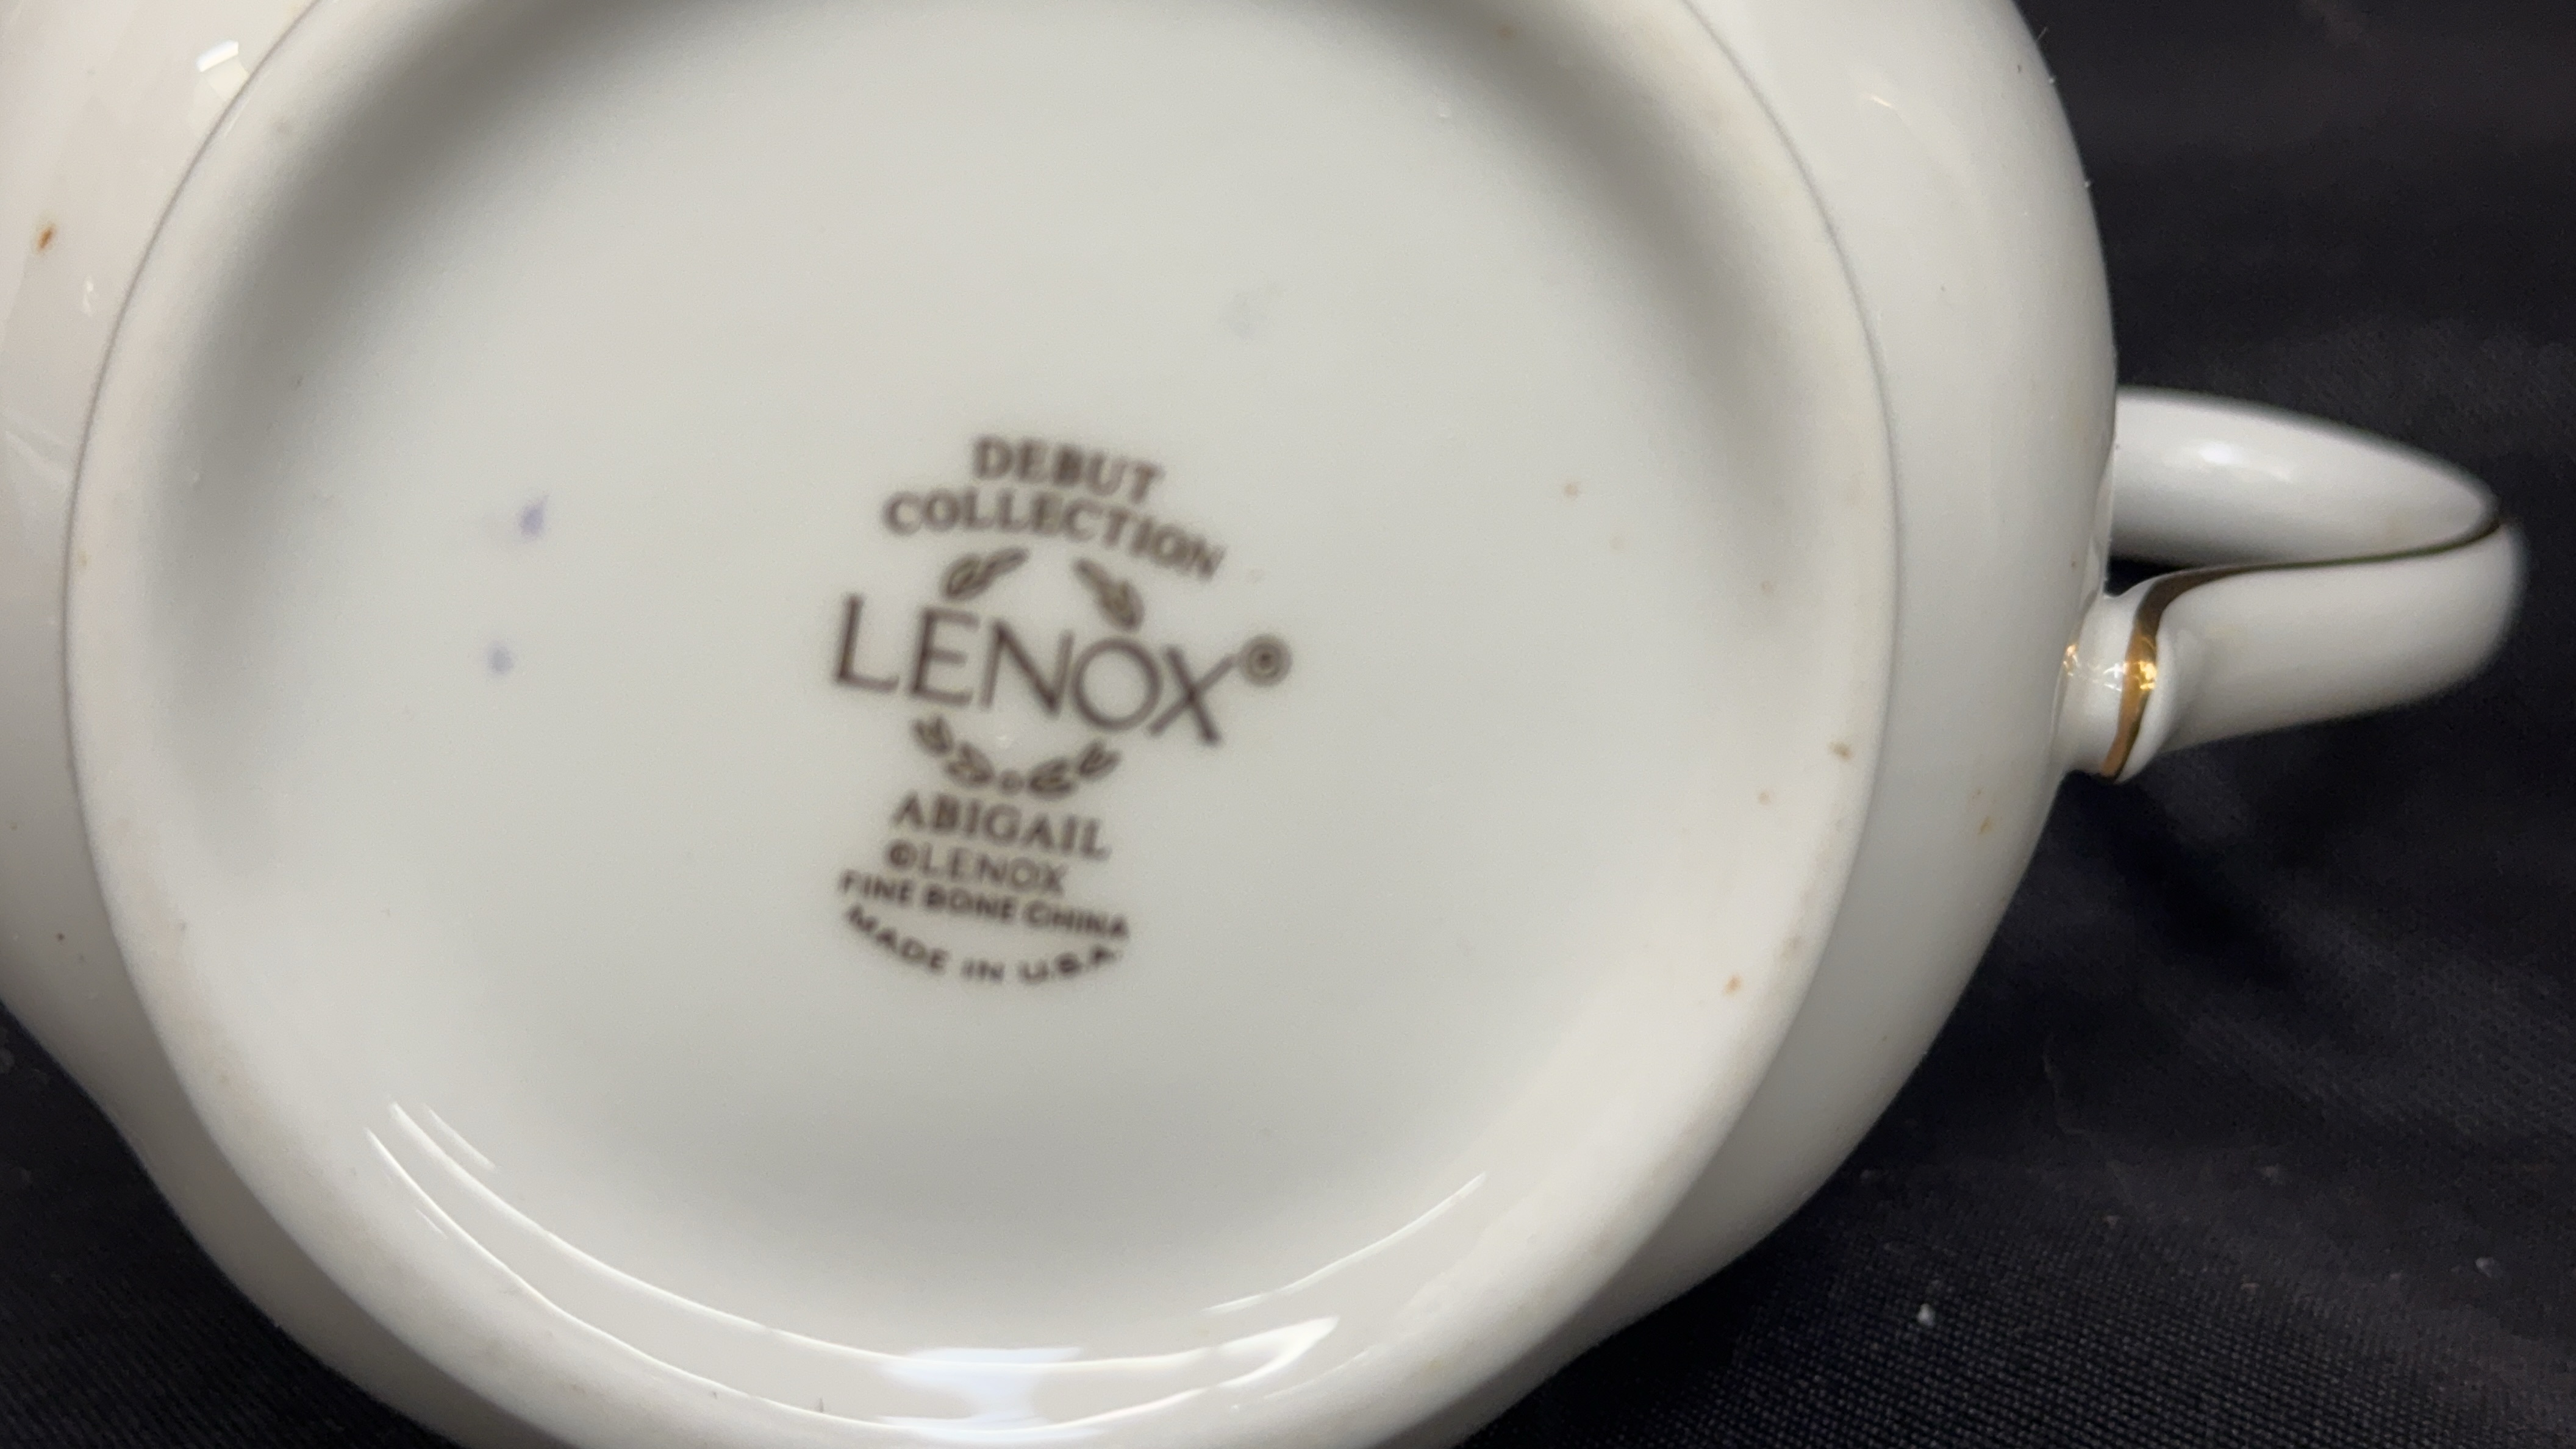 DEBUT
COLLECTION
LENOX®
ABIGAIL
©LENOX
FINE BONE CHINA
MADE IN U.S.A.